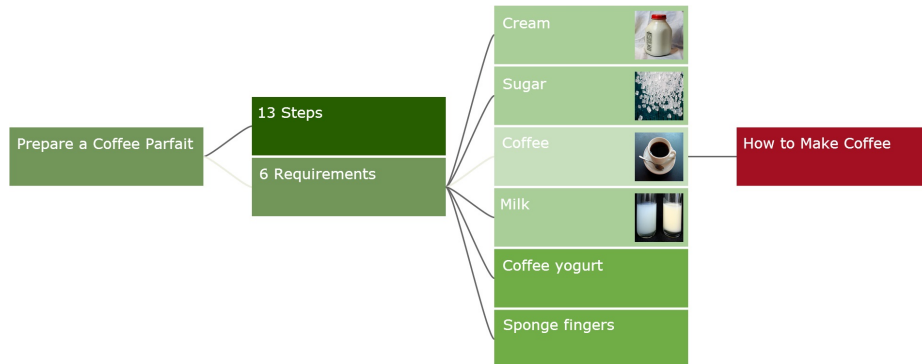 Prepare a Coffee Parfait
13 Steps
6 Requirements
Cream
Sugar
Coffee
Milk
Coffee yogurt
Sponge fingers
How to Make Coffee